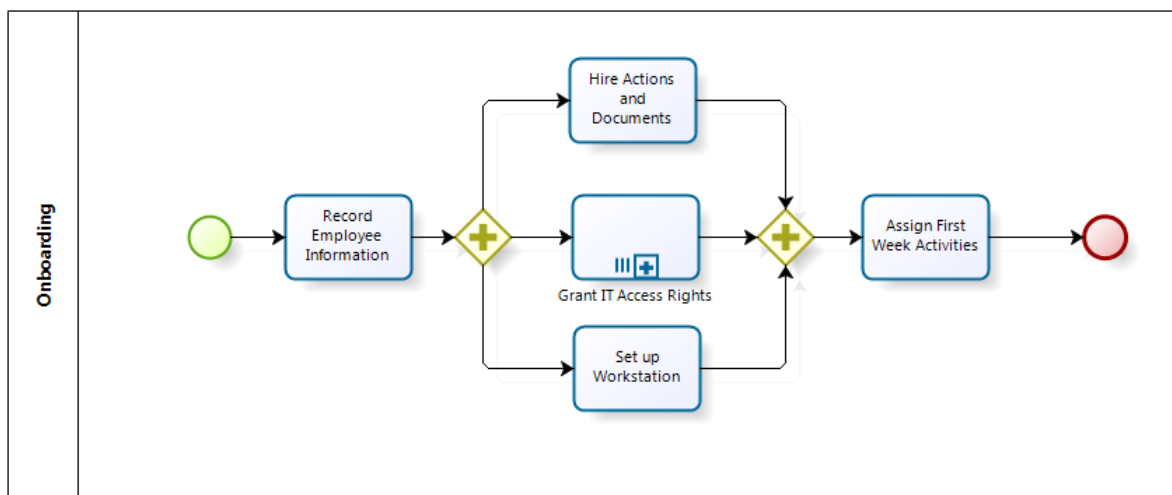 Onboarding
Record
Employee
Information
Hire Actions
and
Documents
Grant IT Access Rights
Set up
Workstation
Assign First
Week Activities